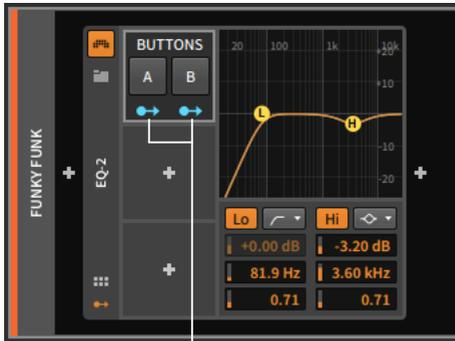 FUNKY FUNK
EQ-2
BUTTONS
A B
20 100 1k 10k
+20
+10
-10
-20
L
H
Lo Hi
+0.00 dB -3.20 dB
81.9 Hz 3.60 kHz
0.71 0.71